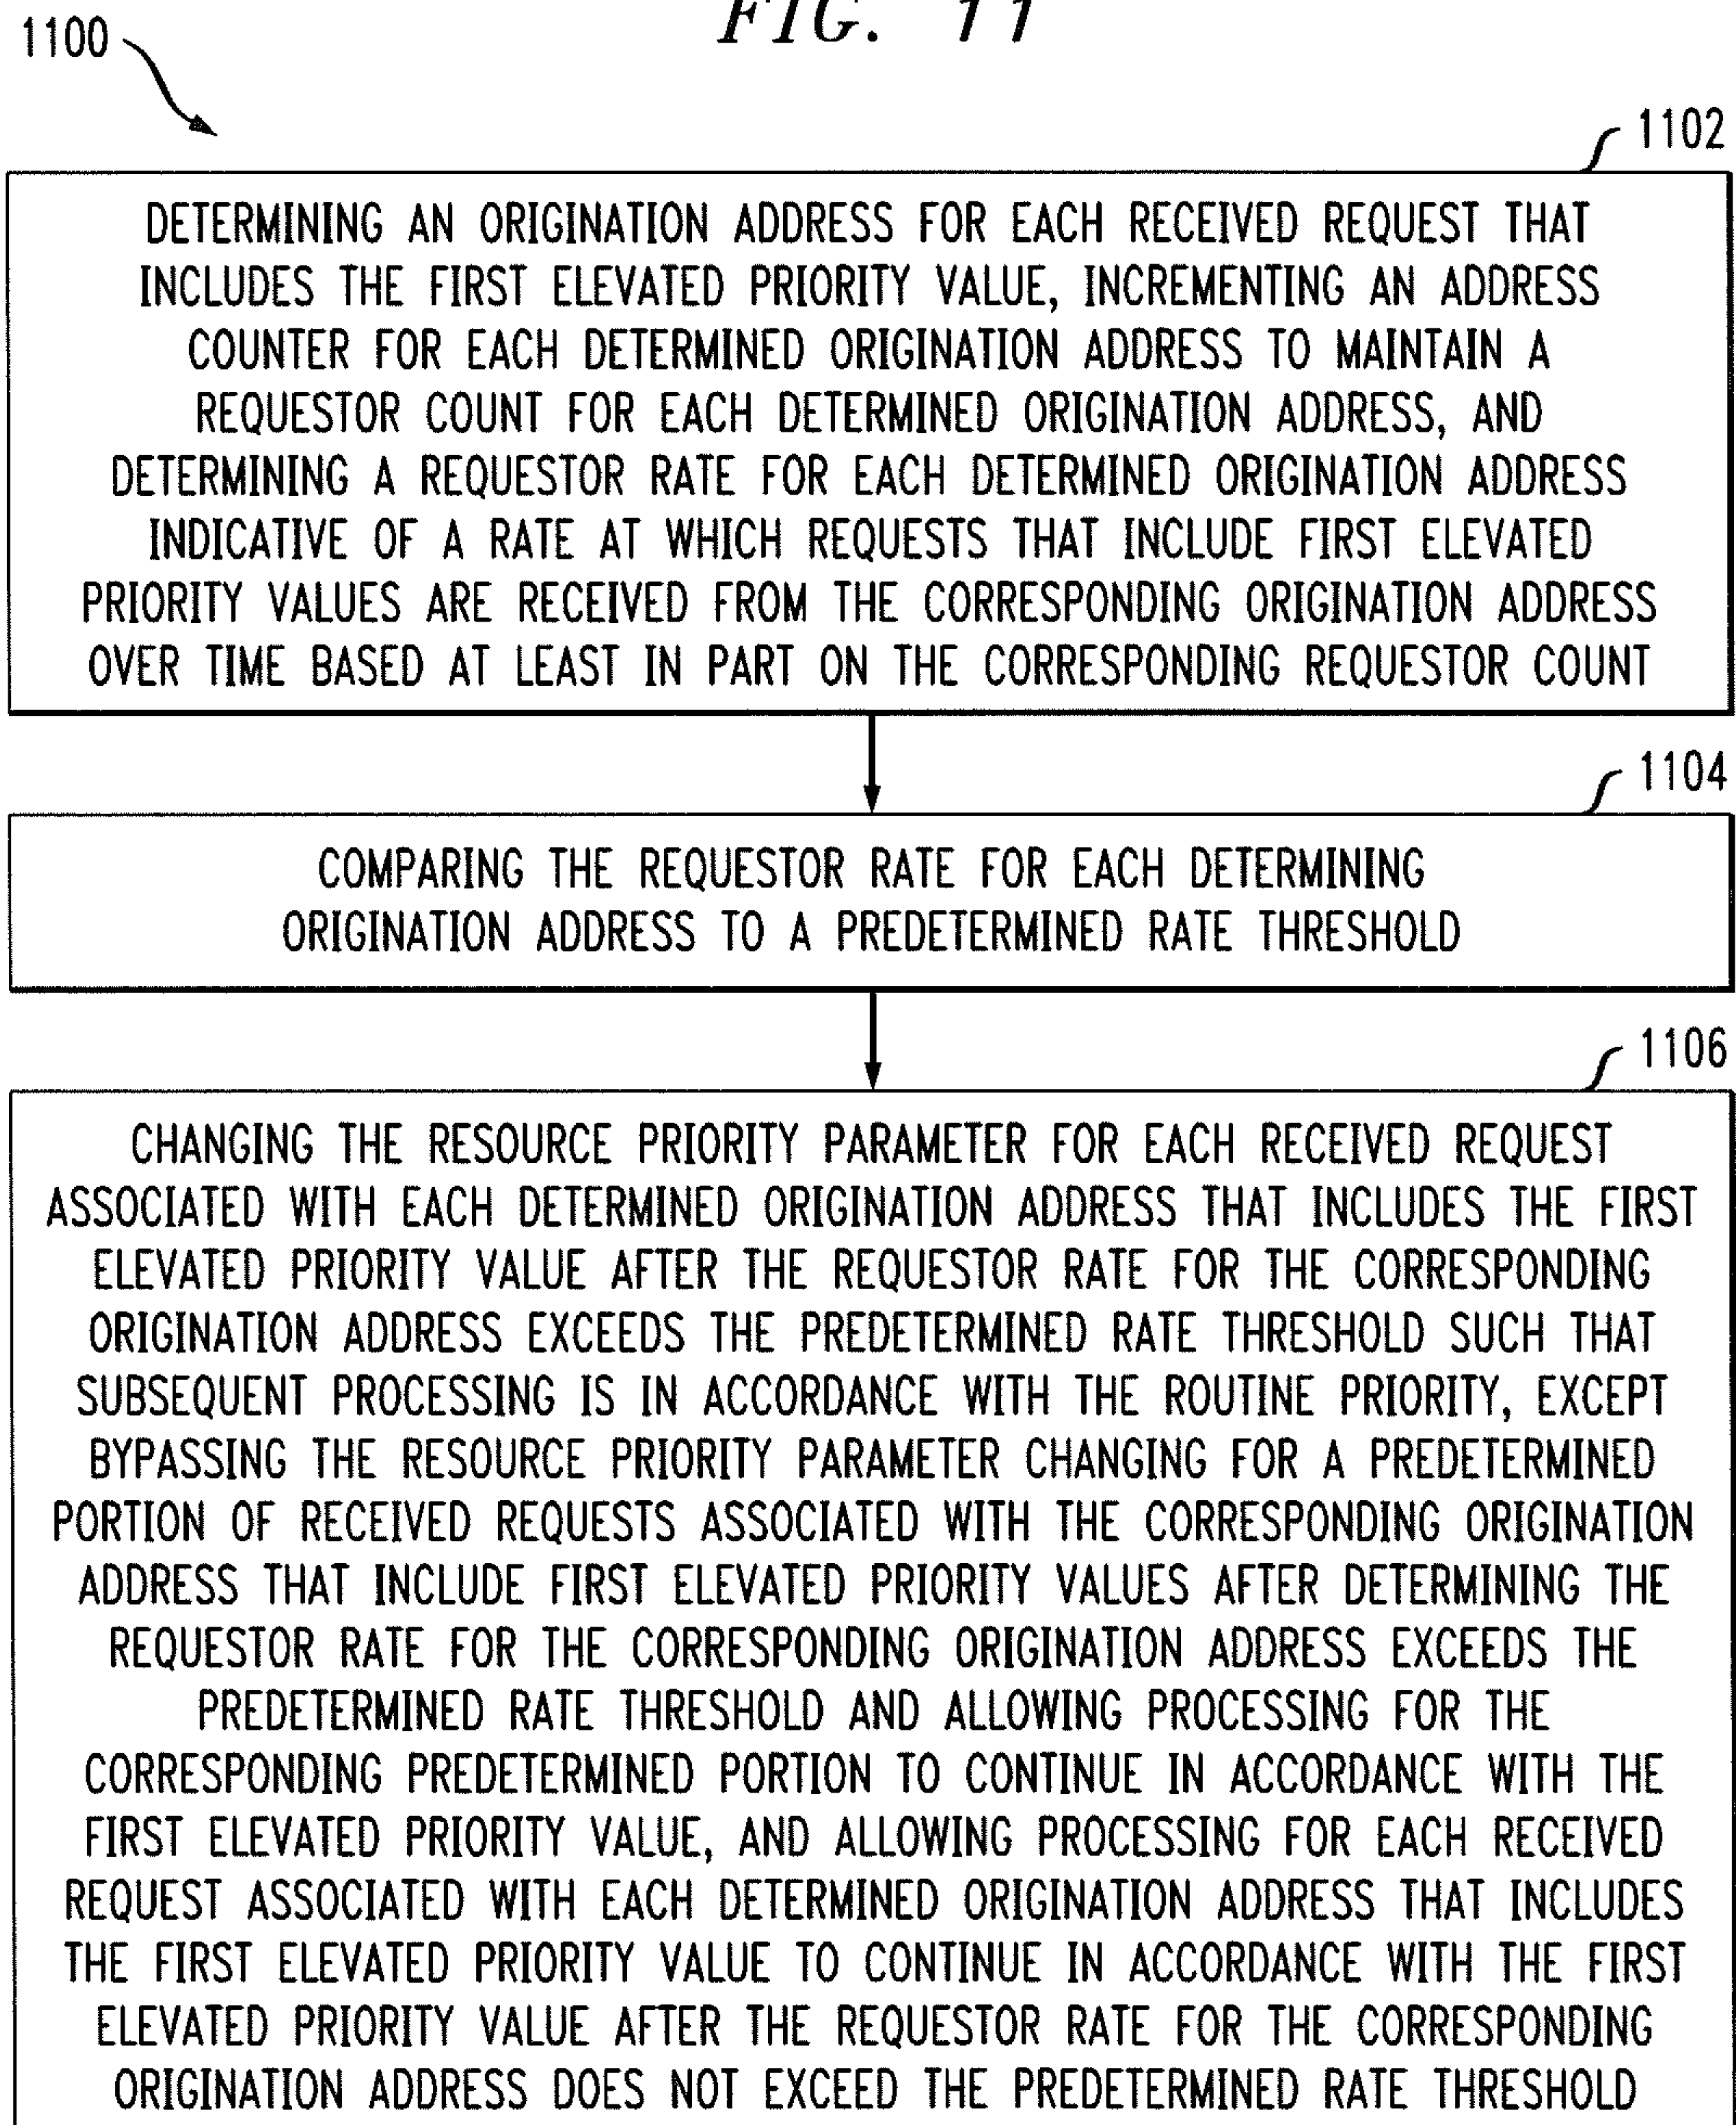 FIG. 11
1100
1102
DETERMINING AN ORIGINATION ADDRESS FOR EACH RECEIVED REQUEST THAT
INCLUDES THE FIRST ELEVATED PRIORITY VALUE, INCREMENTING AN ADDRESS
COUNTER FOR EACH DETERMINED ORIGINATION ADDRESS TO MAINTAIN A
REQUESTOR COUNT FOR EACH DETERMINED ORIGINATION ADDRESS, AND
DETERMINING A REQUESTOR RATE FOR EACH DETERMINED ORIGINATION ADDRESS
INDICATIVE OF A RATE AT WHICH REQUESTS THAT INCLUDE FIRST ELEVATED
PRIORITY VALUES ARE RECEIVED FROM THE CORRESPONDING ORIGINATION ADDRESS
OVER TIME BASED AT LEAST IN PART ON THE CORRESPONDING REQUESTOR COUNT
1104
COMPARING THE REQUESTOR RATE FOR EACH DETERMINING
ORIGINATION ADDRESS TO A PREDETERMINED RATE THRESHOLD
1106
CHANGING THE RESOURCE PRIORITY PARAMETER FOR EACH RECEIVED REQUEST
ASSOCIATED WITH EACH DETERMINED ORIGINATION ADDRESS THAT INCLUDES THE FIRST
ELEVATED PRIORITY VALUE AFTER THE REQUESTOR RATE FOR THE CORRESPONDING
ORIGINATION ADDRESS EXCEEDS THE PREDETERMINED RATE THRESHOLD SUCH THAT
SUBSEQUENT PROCESSING IS IN ACCORDANCE WITH THE ROUTINE PRIORITY, EXCEPT
BYPASSING THE RESOURCE PRIORITY PARAMETER CHANGING FOR A PREDETERMINED
PORTION OF RECEIVED REQUESTS ASSOCIATED WITH THE CORRESPONDING ORIGINATION
ADDRESS THAT INCLUDE FIRST ELEVATED PRIORITY VALUES AFTER DETERMINING THE
REQUESTOR RATE FOR THE CORRESPONDING ORIGINATION ADDRESS EXCEEDS THE
PREDETERMINED RATE THRESHOLD AND ALLOWING PROCESSING FOR THE
CORRESPONDING PREDETERMINED PORTION TO CONTINUE IN ACCORDANCE WITH THE
FIRST ELEVATED PRIORITY VALUE, AND ALLOWING PROCESSING FOR EACH RECEIVED
REQUEST ASSOCIATED WITH EACH DETERMINED ORIGINATION ADDRESS THAT INCLUDES
THE FIRST ELEVATED PRIORITY VALUE TO CONTINUE IN ACCORDANCE WITH THE FIRST
ELEVATED PRIORITY VALUE AFTER THE REQUESTOR RATE FOR THE CORRESPONDING
ORIGINATION ADDRESS DOES NOT EXCEED THE PREDETERMINED RATE THRESHOLD